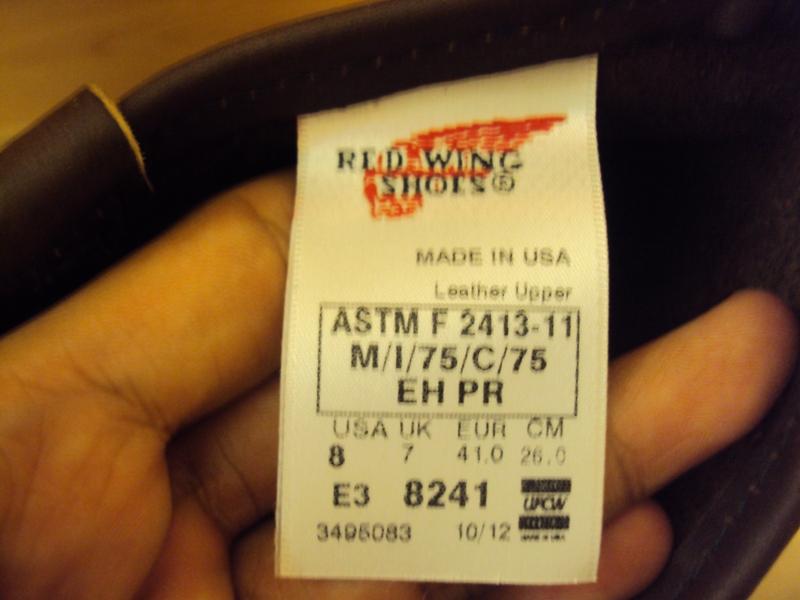 RED WING
SHOES®
MADE IN USA
Leather Upper
ASTM F 2413-11
M/I/75/C/75
EH PR
USA UK EUR CM
8 7 41.0 26.0
E3 8241 UFCW
3495083 10/12